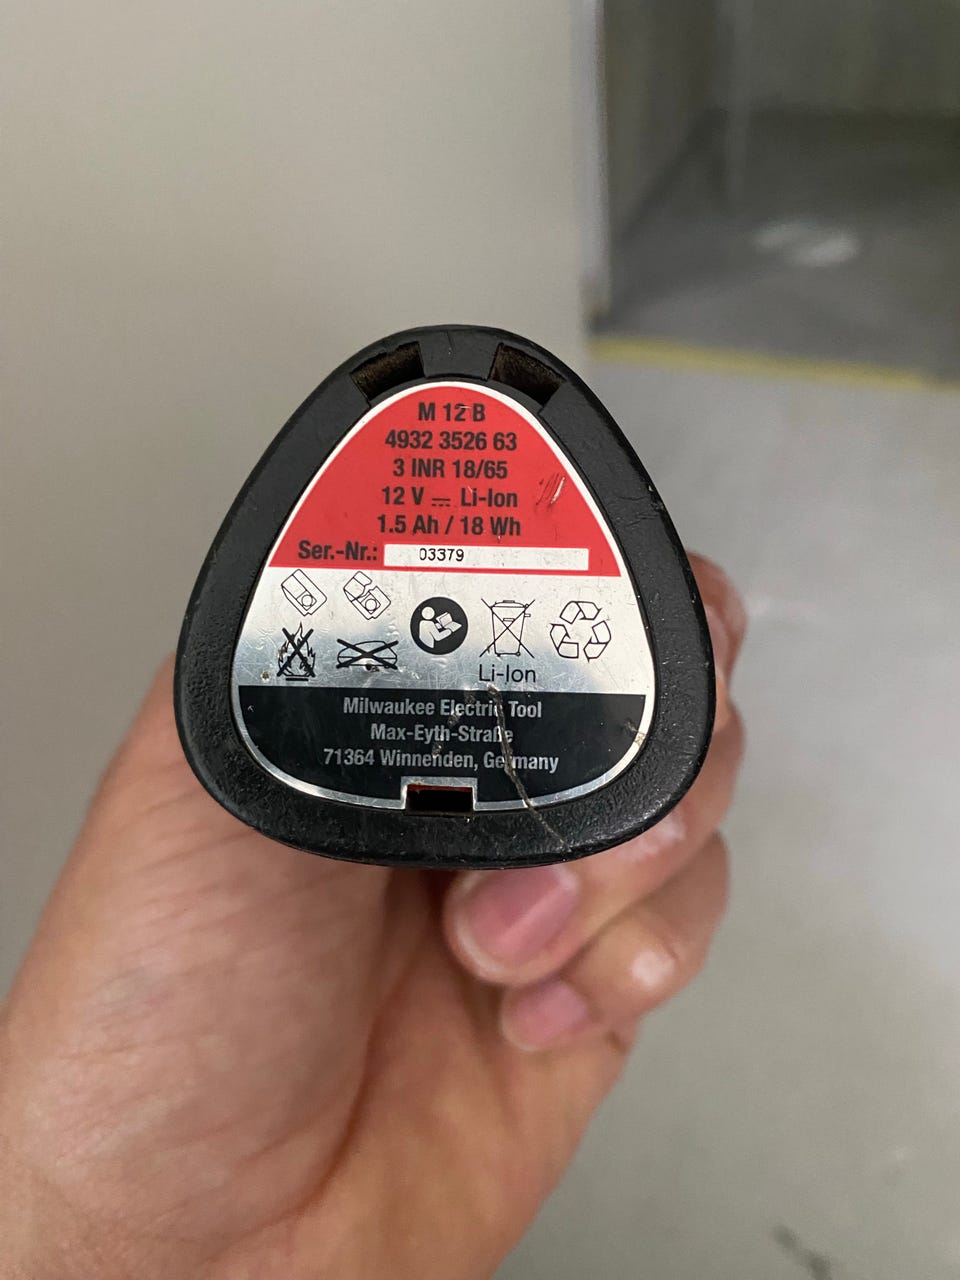 M 12 B
4932 3526 63
3 INR 18/65
12 V ⎓ Li-Ion
1.5 Ah / 18 Wh
Ser.-Nr.: 03379
Li-Ion
Milwaukee Electric Tool
Max-Eyth-Straße
71364 Winnenden, Germany